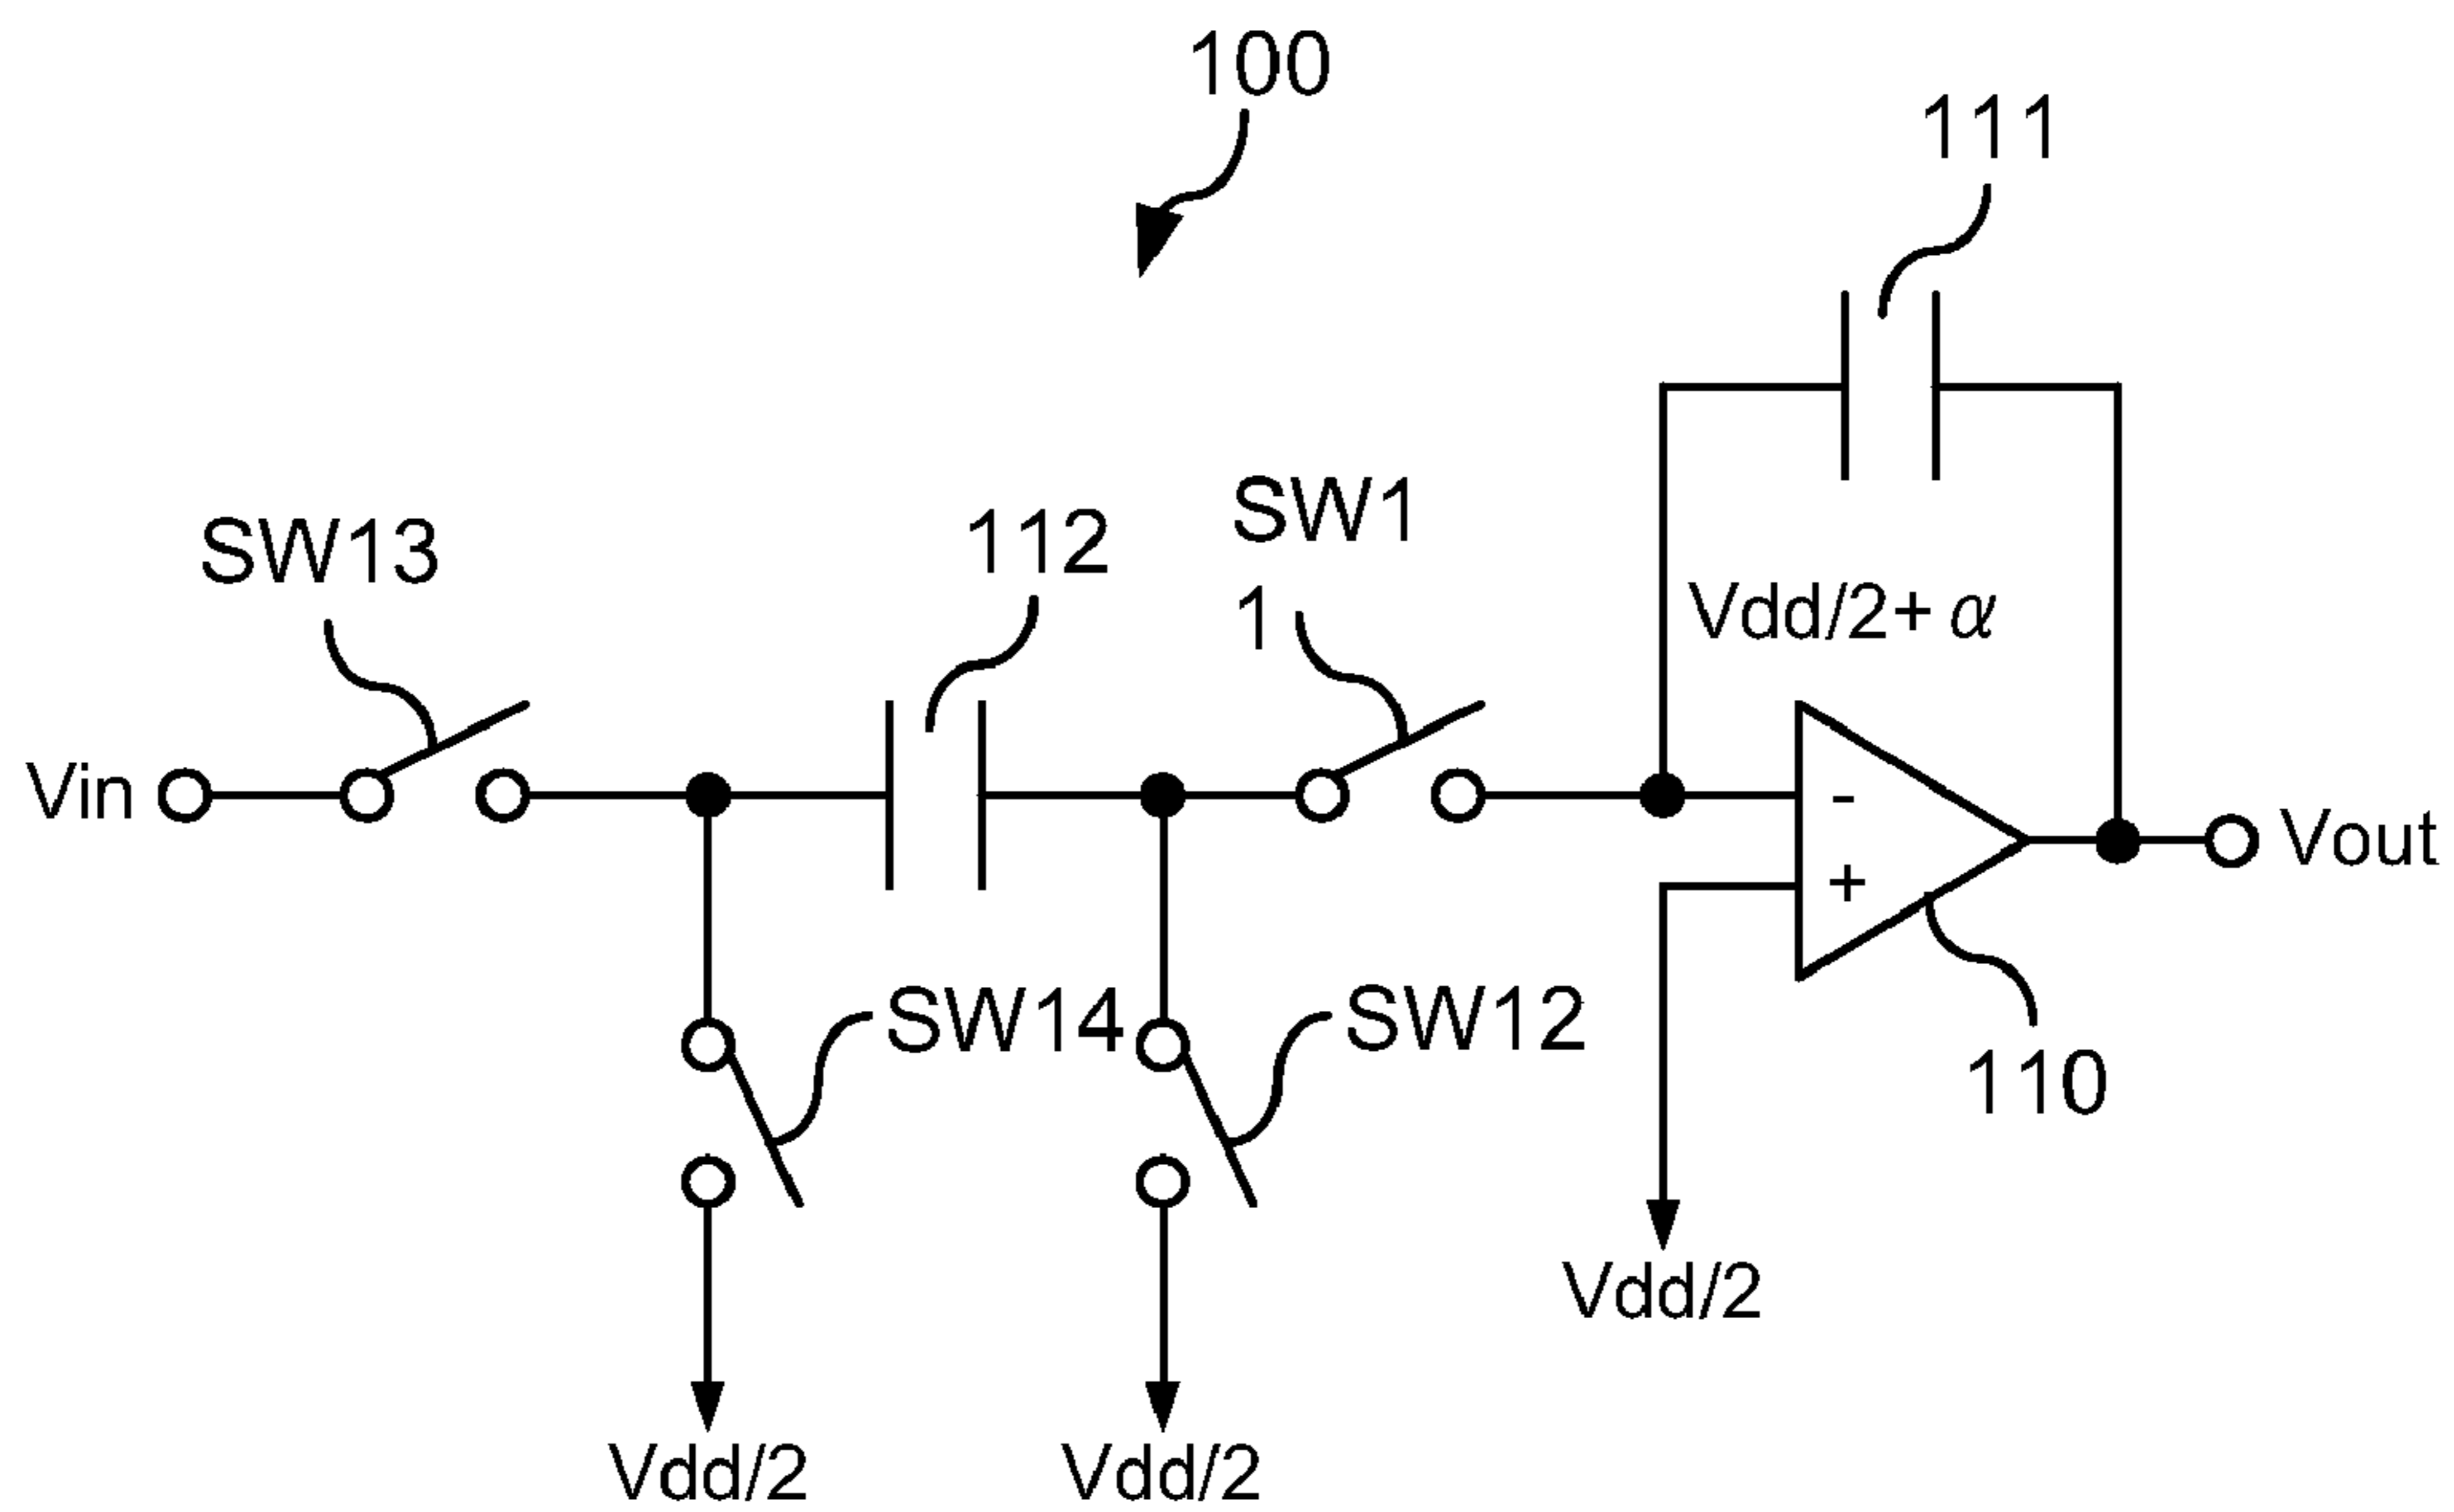 100
111
SW13
112
SW1
1
Vdd/2+α
Vin
-
+
Vout
SW14
SW12
110
Vdd/2
Vdd/2
Vdd/2